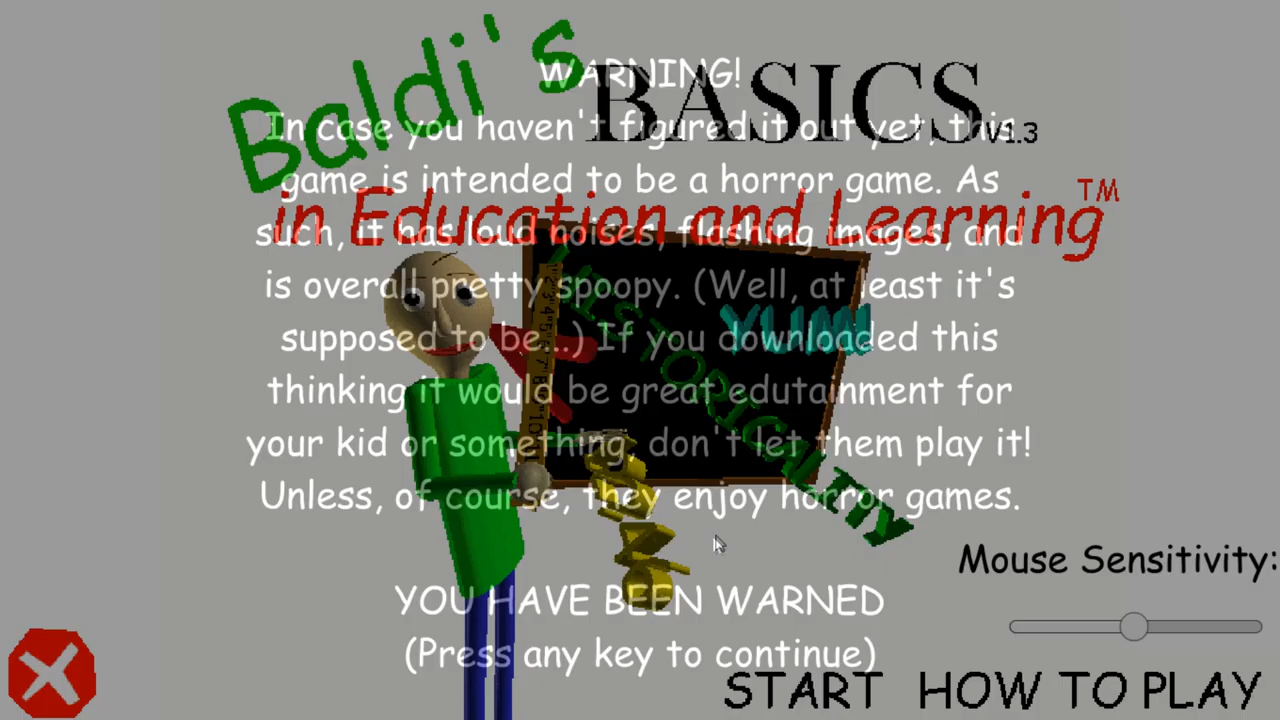 Baldi's BASICS V1.3
in Education and Learning™
WARNING!
In case you haven't figured it out yet, this
game is intended to be a horror game. As
such, it has loud noises, flashing images, and
is overall pretty spoopy. (Well, at least it's
supposed to be...) If you downloaded this
thinking it would be great edutainment for
your kid or something, don't let them play it!
Unless, of course, they enjoy horror games.
YOU HAVE BEEN WARNED
(Press any key to continue)
YUM
Mouse Sensitivity:
START HOW TO PLAY